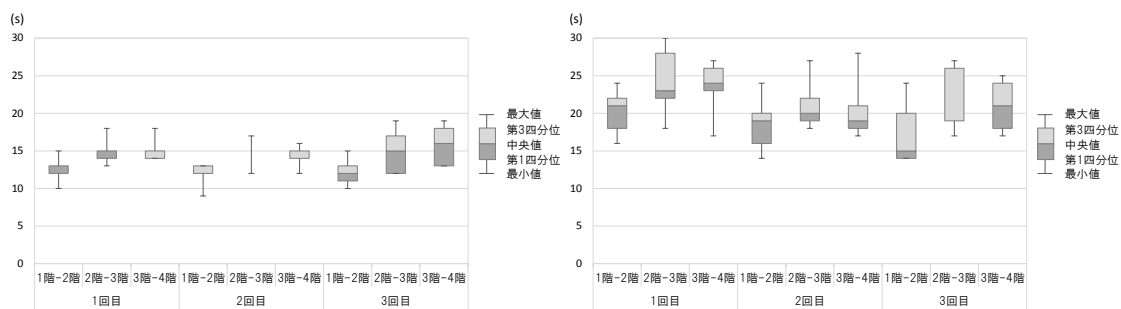 (s)
30
25
20
15
10
5
0
1階-2階 2階-3階 3階-4階 1階-2階 2階-3階 3階-4階 1階-2階 2階-3階 3階-4階
1回目 2回目 3回目
最大値
第3四分位
中央値
第1四分位
最小値
(s)
30
25
20
15
10
5
0
1階-2階 2階-3階 3階-4階 1階-2階 2階-3階 3階-4階 1階-2階 2階-3階 3階-4階
1回目 2回目 3回目
最大値
第3四分位
中央値
第1四分位
最小値